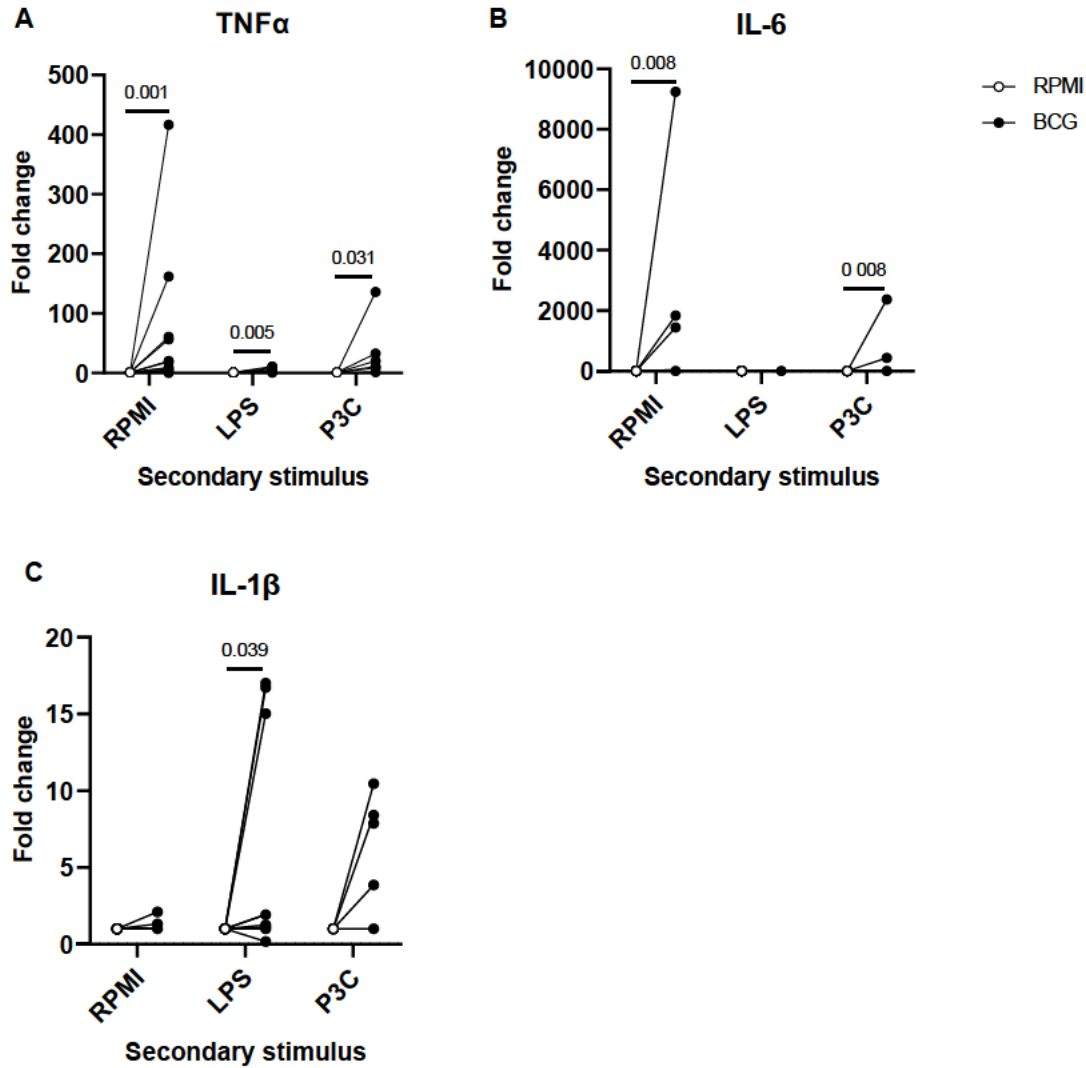 A
TNFα
Fold change
500
400
300
200
100
0
0.001
0.005
0.031
RPMI
LPS
P3C
Secondary stimulus
B
IL-6
Fold change
10000
8000
6000
4000
2000
0
0.008
0 008
RPMI
LPS
P3C
Secondary stimulus
RPMI
BCG
C
IL-1β
Fold change
20
15
10
5
0
0.039
RPMI
LPS
P3C
Secondary stimulus